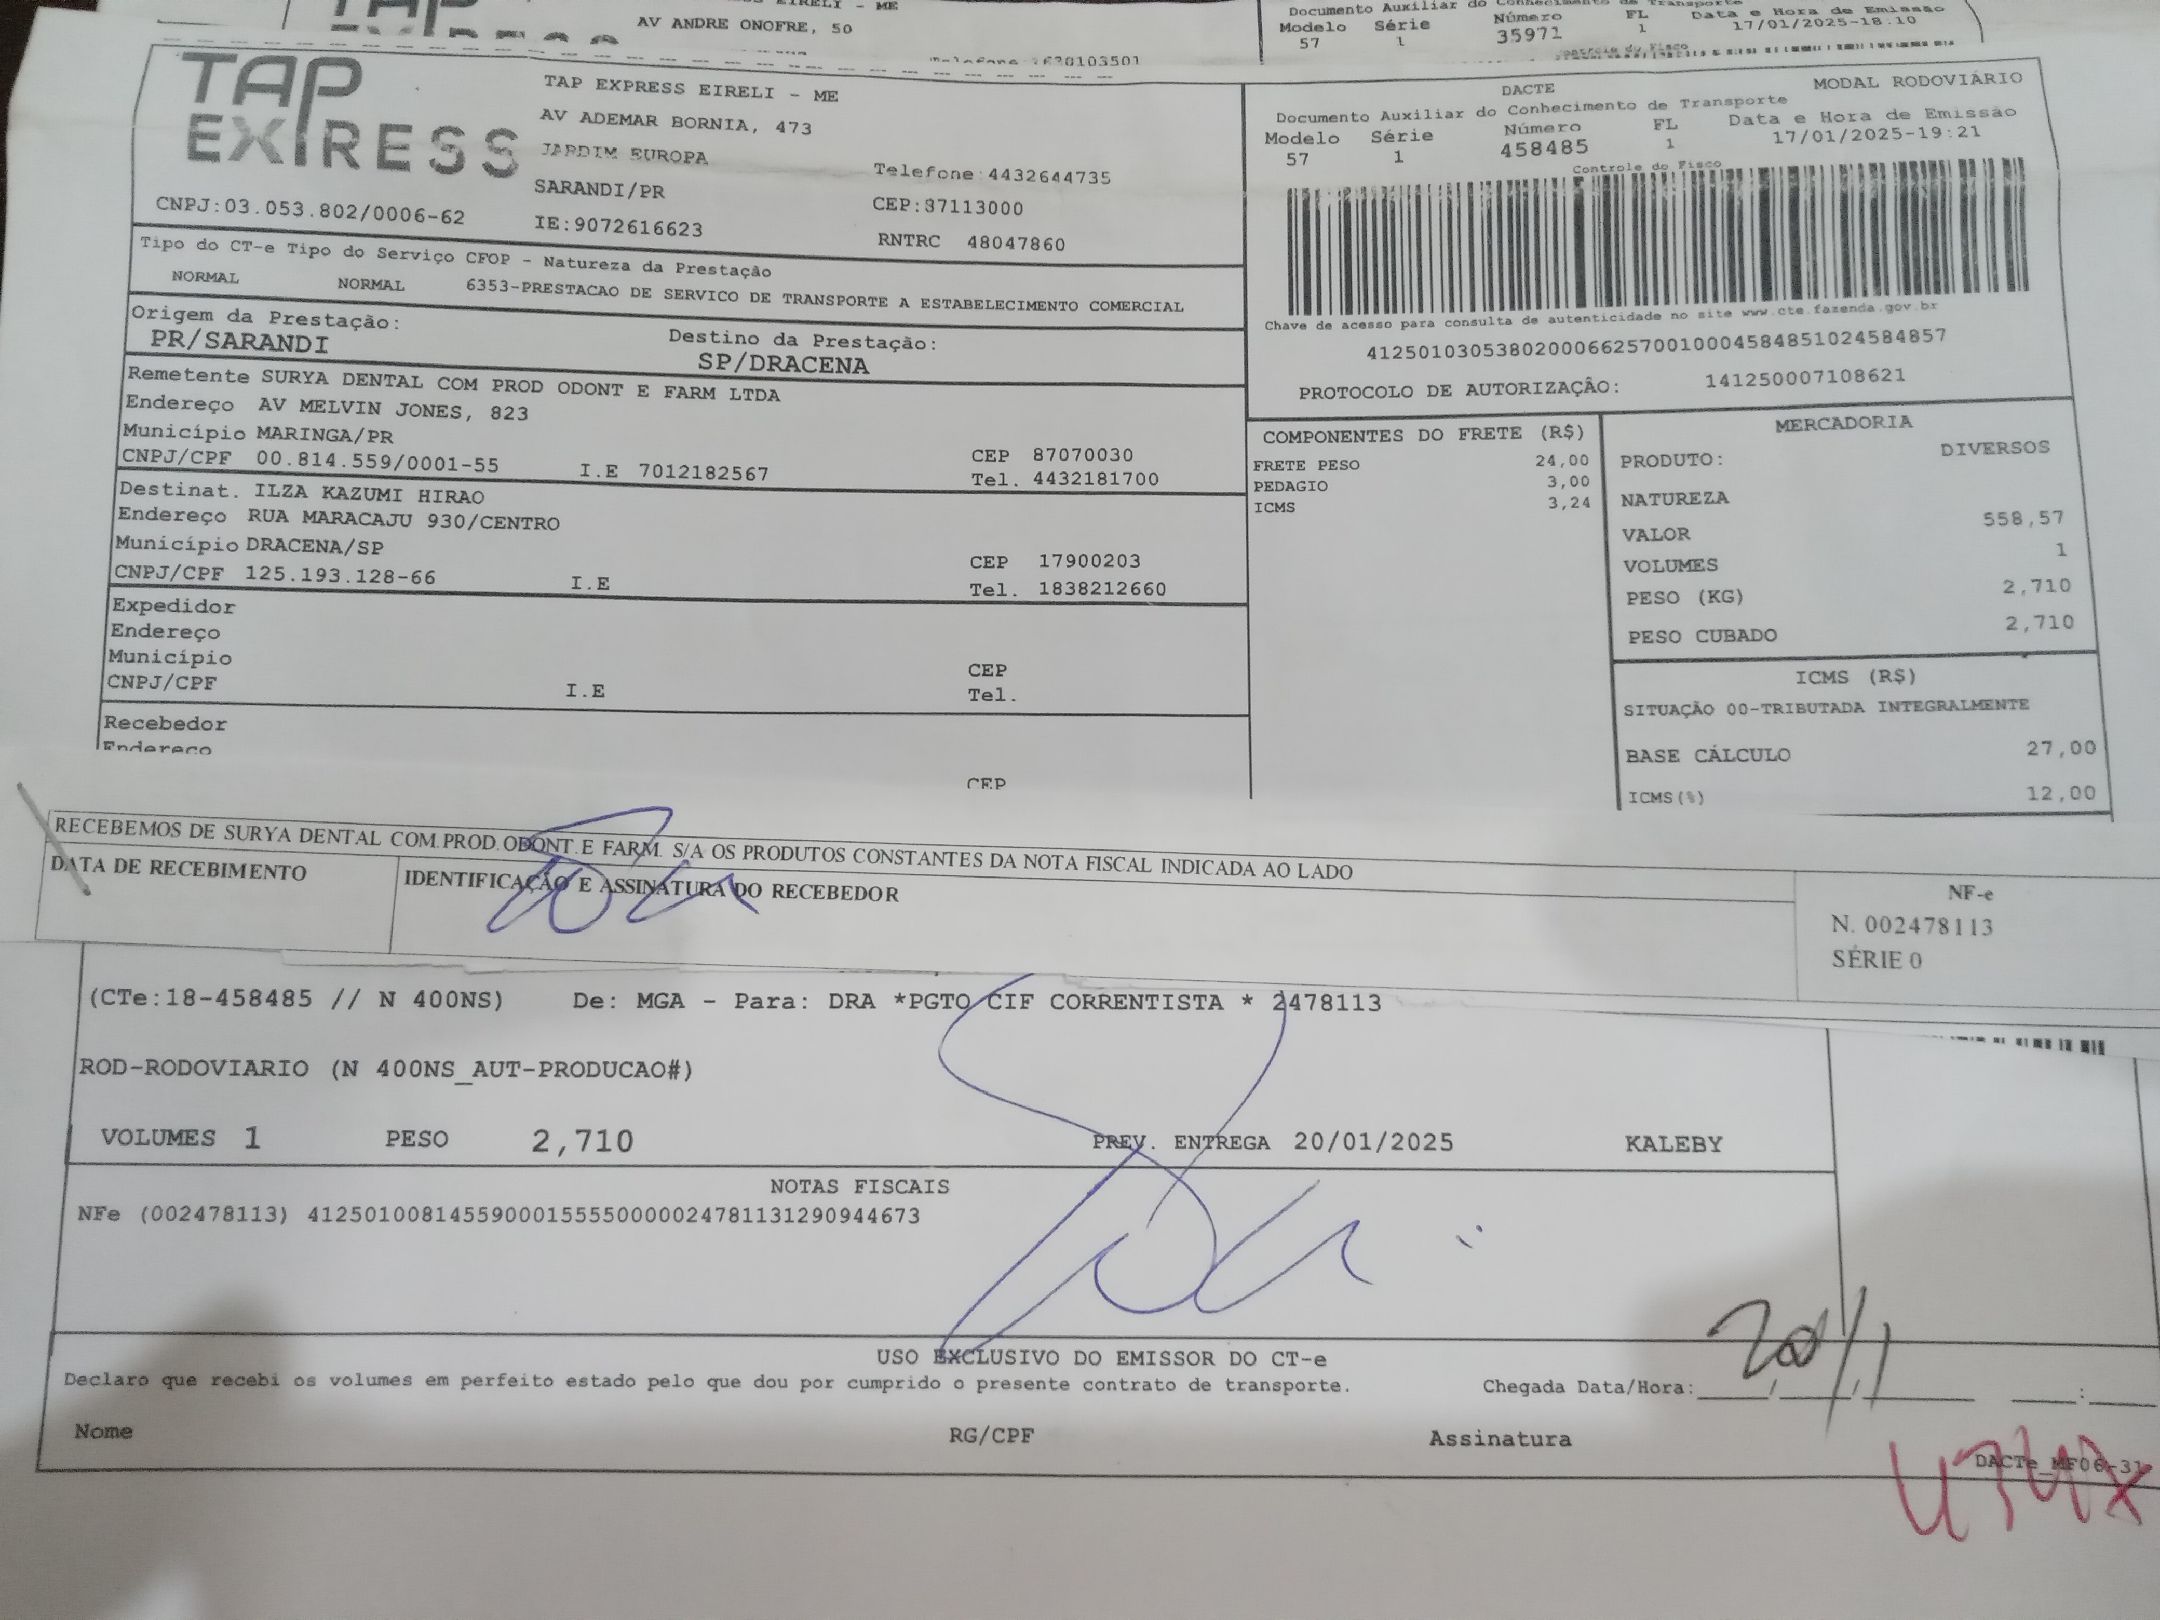 AV ANDRE ONOFRE, 50
Documento Auxiliar do Conhecimento de Transporte
Modelo Série Número FL Data e Hora de Emissão
57 1 35971 1 17/01/2025-18.10
TAP EXPRESS
TAP EXPRESS EIRELI - ME
AV ADEMAR BORNIA, 473
JARDIM EUROPA
SARANDI/PR
IE:9072616623
Telefone:4432644735
CEP:87113000
RNTRC 48047860
CNPJ:03.053.802/0006-62
DACTE MODAL RODOVIÁRIO
Documento Auxiliar do Conhecimento de Transporte
Modelo Série Número FL Data e Hora de Emissão
57 1 458485 1 17/01/2025-19:21
Controle do Fisco
Chave de acesso para consulta de autenticidade no site www.cte.fazenda.gov.br
41250103053802000662570010004584851024584857
PROTOCOLO DE AUTORIZAÇÃO: 141250007108621
Tipo do CT-e Tipo do Serviço CFOP - Natureza da Prestação
NORMAL NORMAL 6353-PRESTACAO DE SERVICO DE TRANSPORTE A ESTABELECIMENTO COMERCIAL
Origem da Prestação: Destino da Prestação:
PR/SARANDI SP/DRACENA
Remetente SURYA DENTAL COM PROD ODONT E FARM LTDA
Endereço AV MELVIN JONES, 823
Município MARINGA/PR CEP 87070030
CNPJ/CPF 00.814.559/0001-55 I.E 7012182567 Tel. 4432181700
Destinat. ILZA KAZUMI HIRAO
Endereço RUA MARACAJU 930/CENTRO
Município DRACENA/SP CEP 17900203
CNPJ/CPF 125.193.128-66 I.E Tel. 1838212660
Expedidor
Endereço
Município CEP
CNPJ/CPF I.E Tel.
Recebedor
Endereço
CEP
COMPONENTES DO FRETE (R$)
FRETE PESO 24,00
PEDAGIO 3,00
ICMS 3,24
MERCADORIA
PRODUTO: DIVERSOS
NATUREZA
VALOR 558,57
VOLUMES 1
PESO (KG) 2,710
PESO CUBADO 2,710
ICMS (R$)
SITUAÇÃO 00-TRIBUTADA INTEGRALMENTE
BASE CÁLCULO 27,00
ICMS(%) 12,00
RECEBEMOS DE SURYA DENTAL COM.PROD.ODONT.E FARM. S/A OS PRODUTOS CONSTANTES DA NOTA FISCAL INDICADA AO LADO
DATA DE RECEBIMENTO IDENTIFICAÇÃO E ASSINATURA DO RECEBEDOR
NF-e
N. 002478113
SÉRIE 0
(CTe:18-458485 // N 400NS) De: MGA - Para: DRA *PGTO CIF CORRENTISTA * 2478113
ROD-RODOVIARIO (N 400NS_AUT-PRODUCAO#)
VOLUMES 1 PESO 2,710 PREV. ENTREGA 20/01/2025 KALEBY
NOTAS FISCAIS
NFe (002478113) 41250100814559000155550000024781131290944673
USO EXCLUSIVO DO EMISSOR DO CT-e
Declaro que recebi os volumes em perfeito estado pelo que dou por cumprido o presente contrato de transporte. Chegada Data/Hora:
Nome RG/CPF Assinatura
DACTe_MF06-31